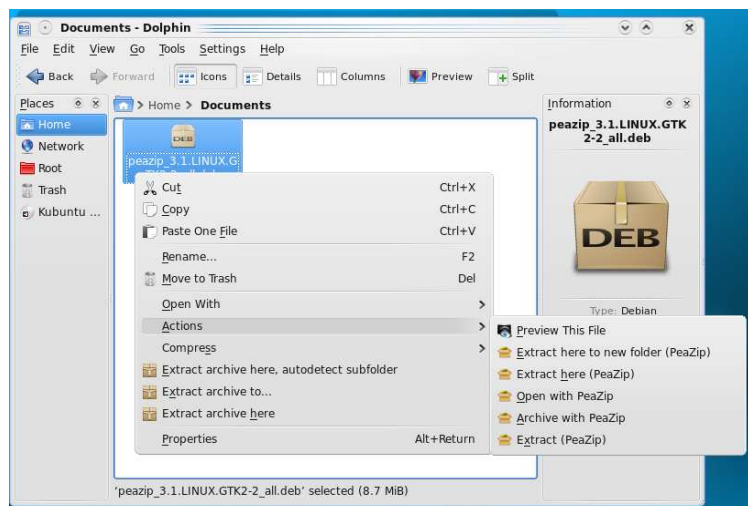 Documents - Dolphin
File Edit View Go Tools Settings Help
Back Forward Icons Details Columns Preview Split
Places
Home > Documents
Information
Home
Network
Root
Trash
Kubuntu ...
DEB
peazip_3.1.LINUX.G
peazip_3.1.LINUX.GTK
2-2_all.deb
DEB
Type: Debian
Cut Ctrl+X
Copy Ctrl+C
Paste One File Ctrl+V
Rename... F2
Move to Trash Del
Open With
Actions
Compress
Extract archive here, autodetect subfolder
Extract archive to...
Extract archive here
Properties Alt+Return
Preview This File
Extract here to new folder (PeaZip)
Extract here (PeaZip)
Open with PeaZip
Archive with PeaZip
Extract (PeaZip)
'peazip_3.1.LINUX.GTK2-2_all.deb' selected (8.7 MiB)